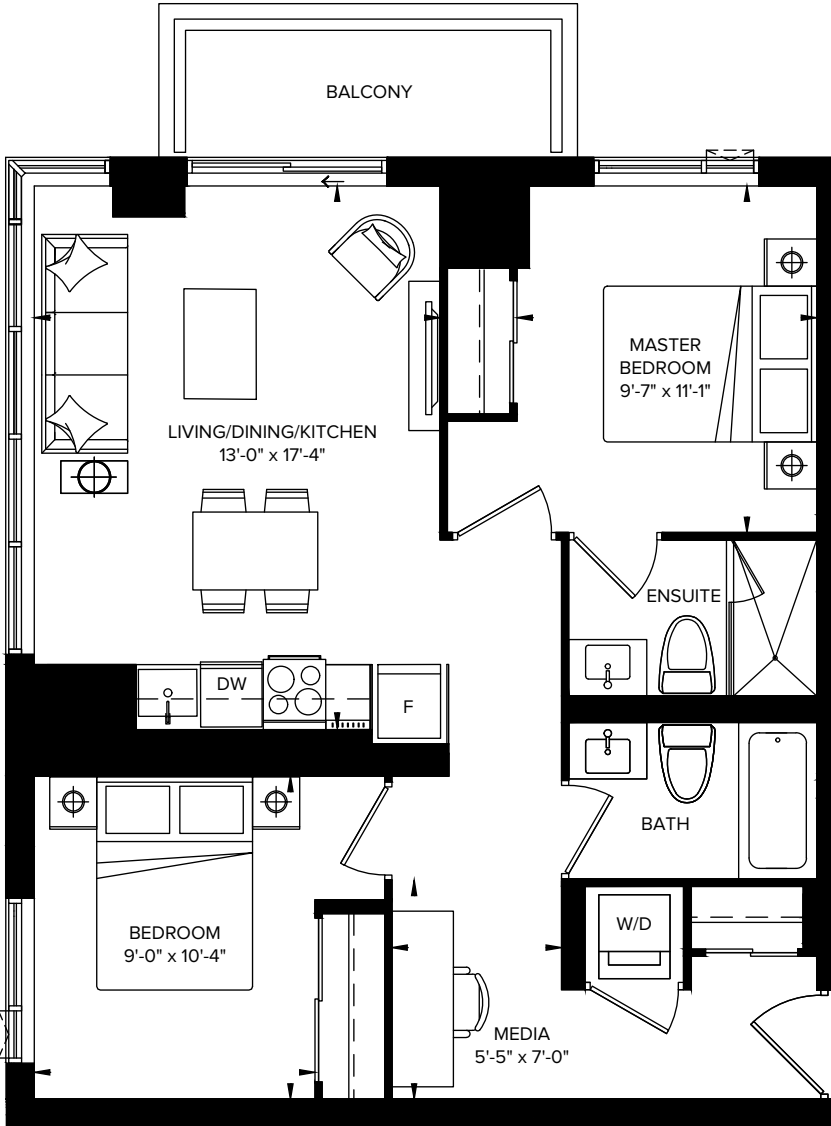 BALCONY
MASTER
BEDROOM
9'-7" x 11'-1"
LIVING/DINING/KITCHEN
13'-0" x 17'-4"
ENSUITE
DW
F
BATH
BEDROOM
9'-0" x 10'-4"
W/D
MEDIA
5'-5" x 7'-0"